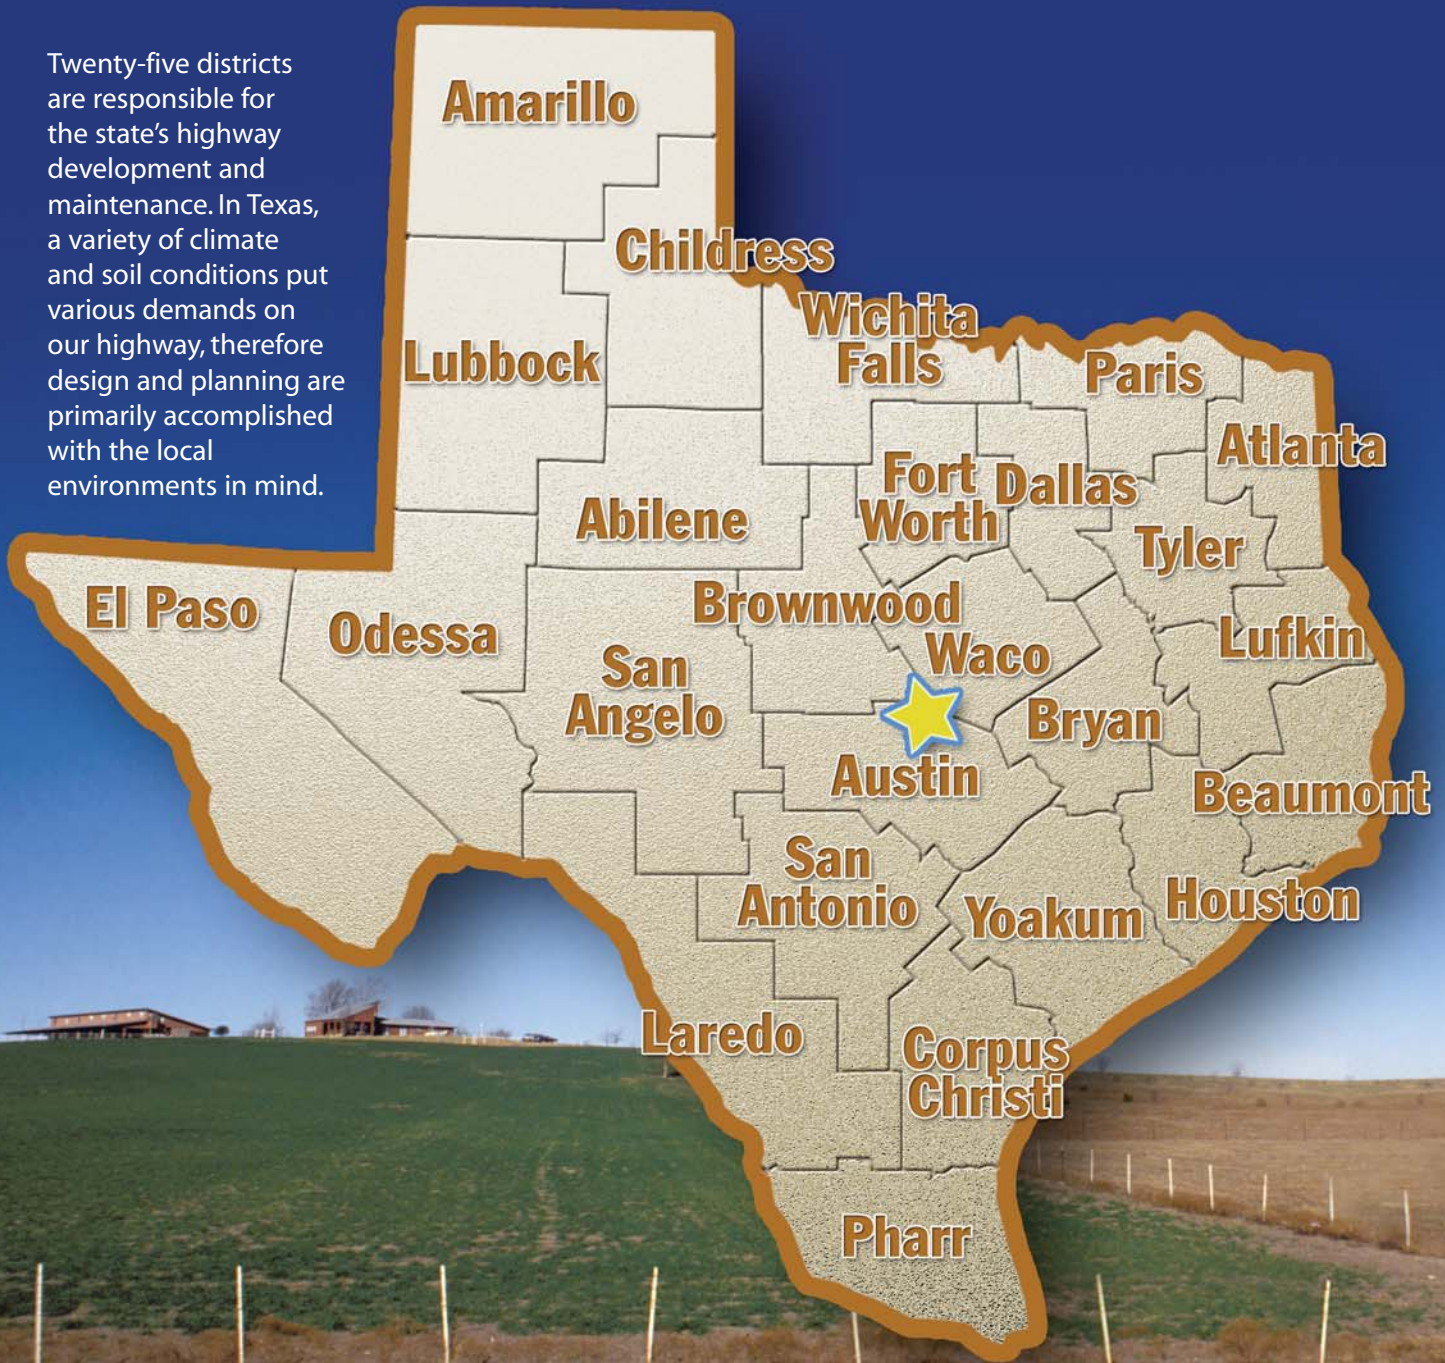 Twenty-five districts
are responsible for
the state's highway
development and
maintenance. In Texas,
a variety of climate
and soil conditions put
various demands on
our highway, therefore
design and planning are
primarily accomplished
with the local
environments in mind.
Amarillo
Childress
Wichita
Falls
Lubbock
Paris
Atlanta
Fort
Worth
Dallas
Abilene
Tyler
El Paso
Odessa
Brownwood
Waco
Lufkin
San
Angelo
Bryan
Austin
Beaumont
San
Antonio
Yoakum
Houston
Laredo
Corpus
Christi
Pharr